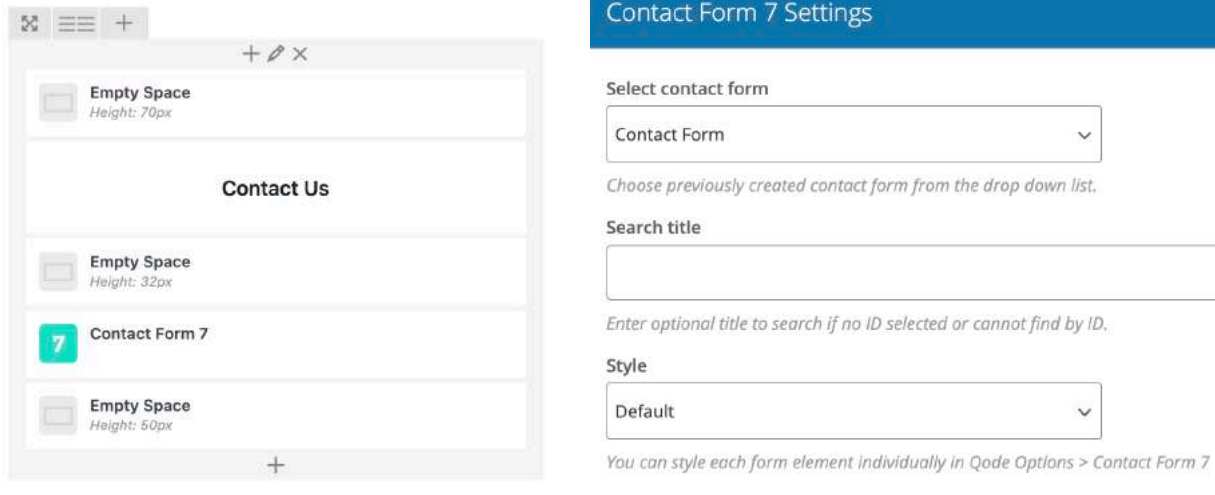 Empty Space
Height: 70px
Contact Us
Empty Space
Height: 32px
7
Contact Form 7
Empty Space
Height: 50px
Contact Form 7 Settings
Select contact form
Contact Form
Choose previously created contact form from the drop down list.
Search title
Enter optional title to search if no ID selected or cannot find by ID.
Style
Default
You can style each form element individually in Qode Options > Contact Form 7